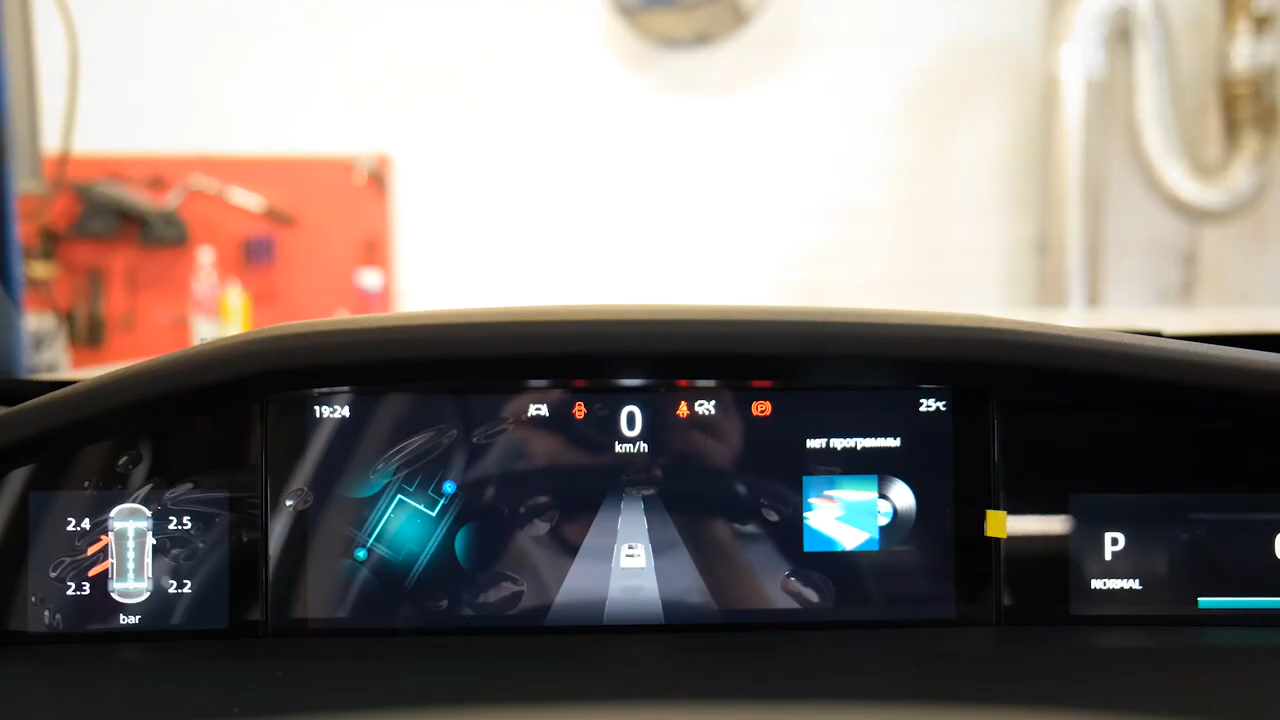 19:24
0
km/h
25°C
нет программы
2.4
2.5
2.3
2.2
bar
P
NORMAL